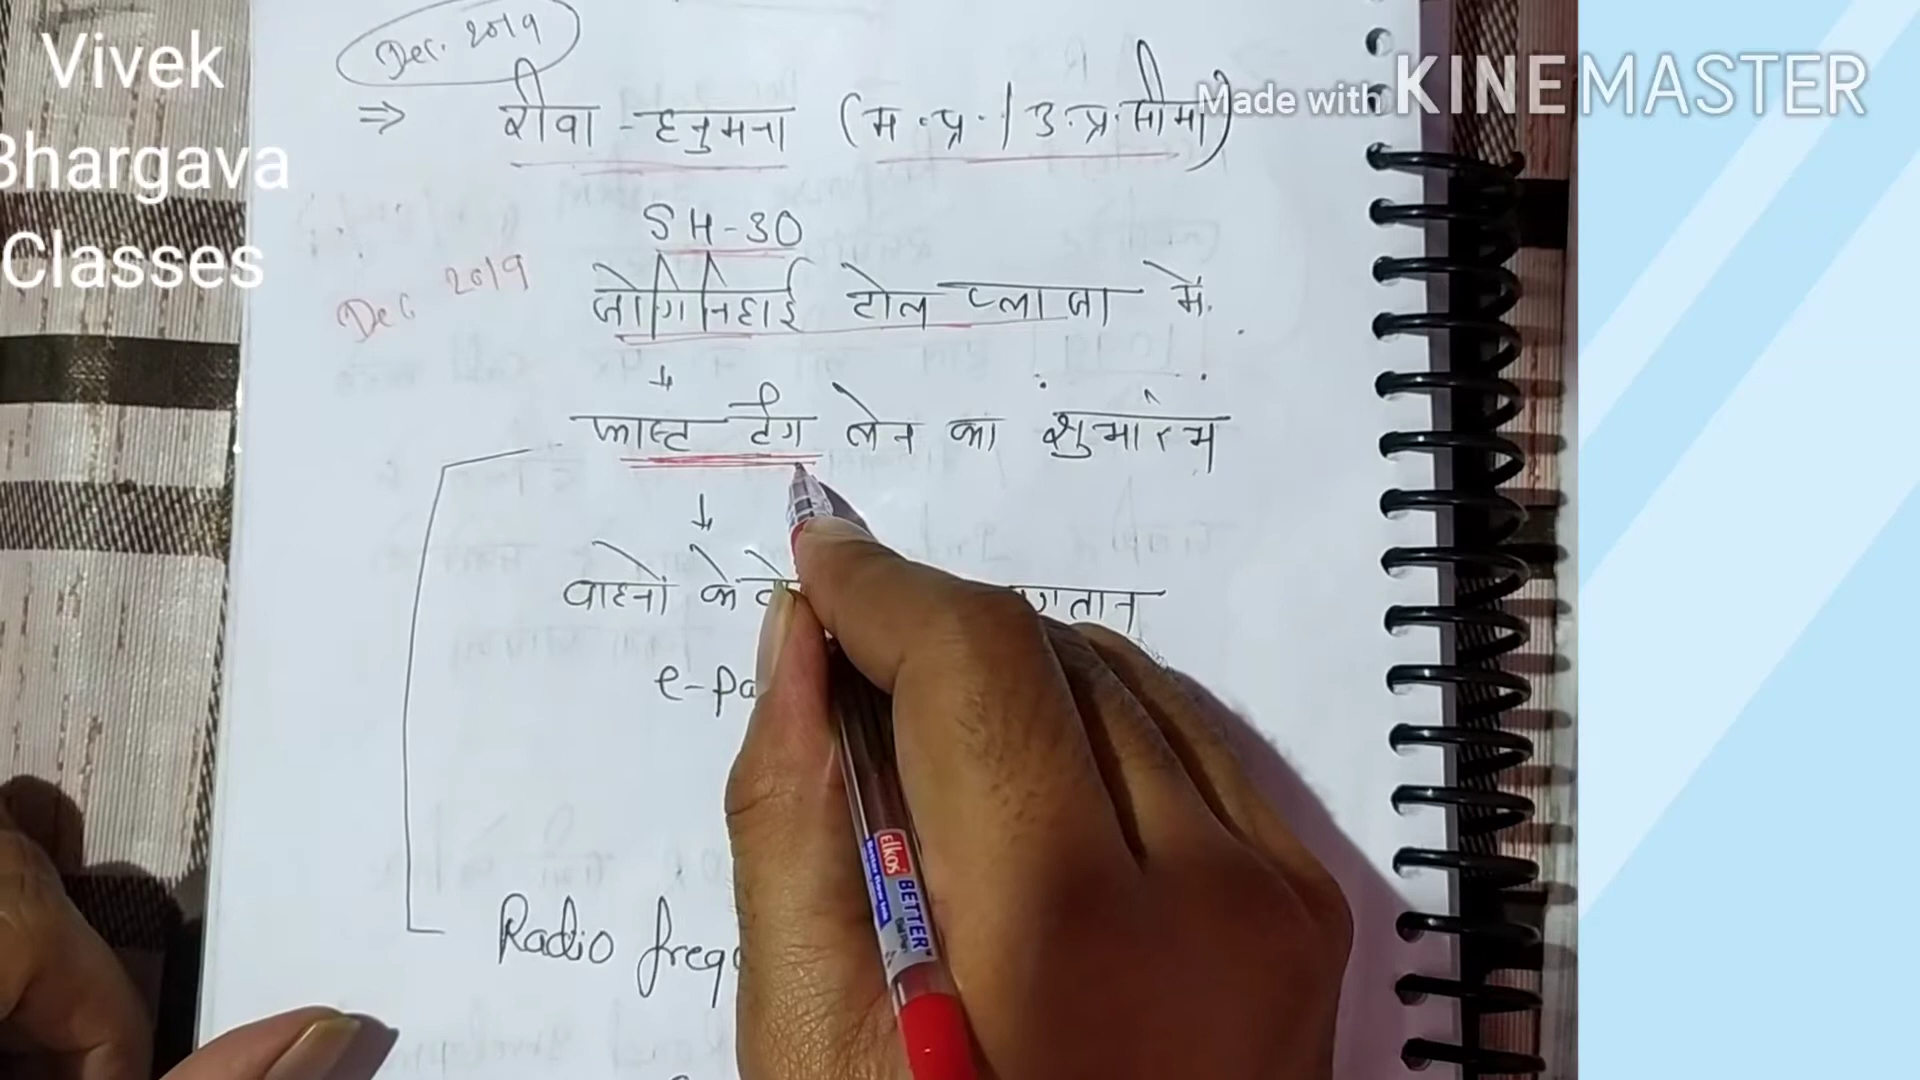 Vivek
Bhargava
Classes
Made with KINEMASTER
Dec. 2019
⇒ रीवा - हनुमना (म.प्र. / उ.प्र. सीमा)
SH-30
Dec 2019
जोगिनिहाई टोल प्लाजा में.
↓
फास्ट टैग लेन का शुभारंभ
↓
वाहनों के
e-pa
Radio freq
elkos BETTER